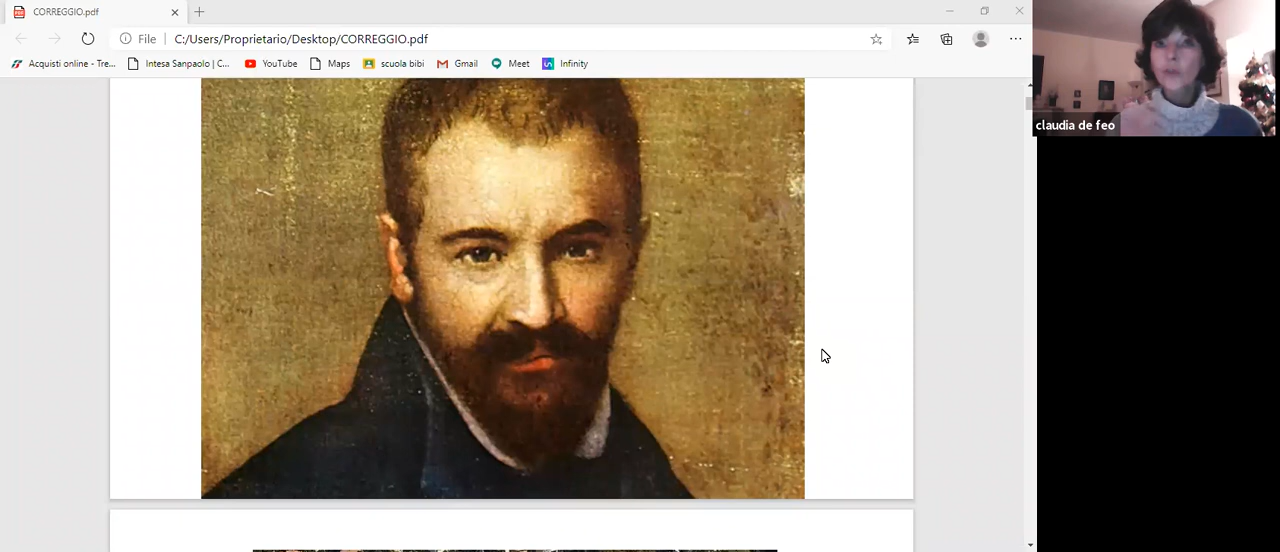 CORREGGIO.pdf
File C:/Users/Proprietario/Desktop/CORREGGIO.pdf
Acquisti online - Tre... Intesa Sanpaolo | C... YouTube Maps scuola bibi Gmail Meet Infinity
claudia de feo